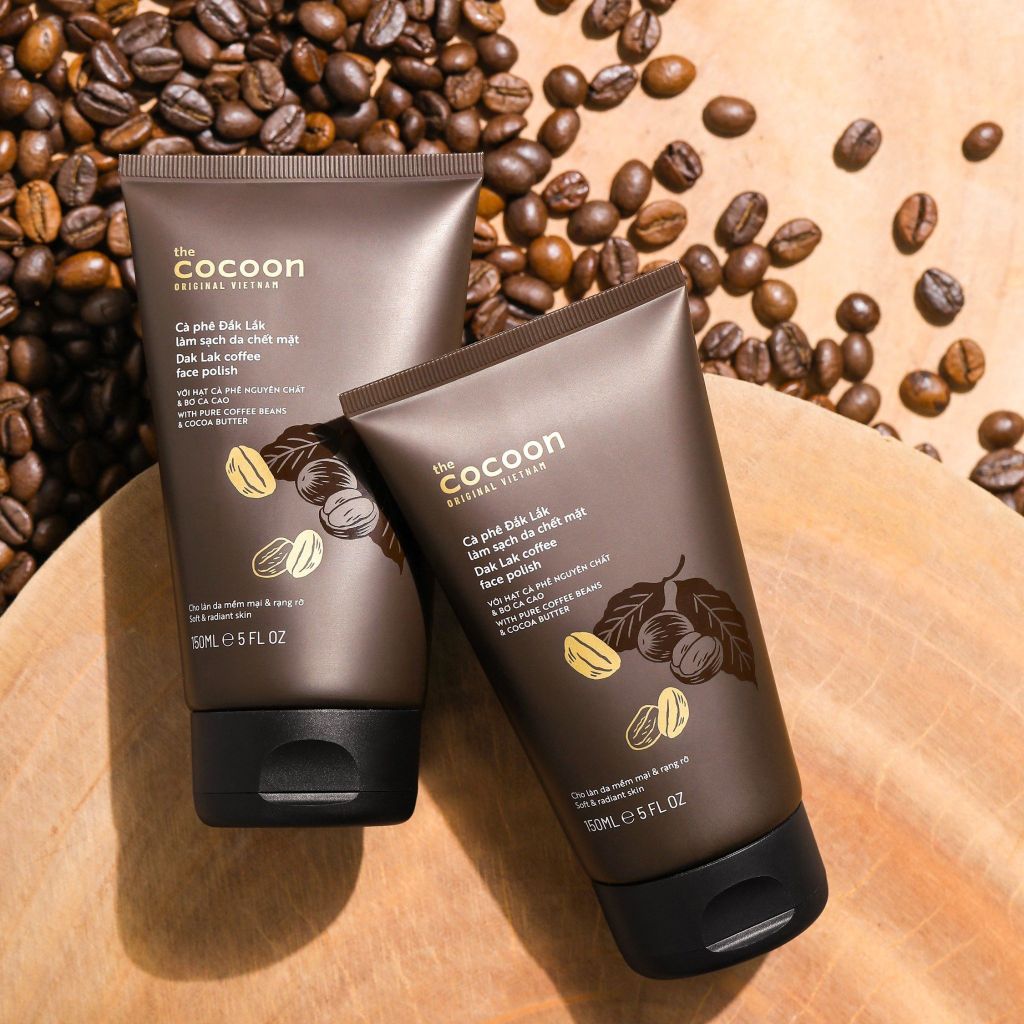 the
cocoon
ORIGINAL VIETNAM
Cà phê Đắk Lắk
làm sạch da chết mặt
Dak Lak coffee
face polish
VỚI HẠT CÀ PHÊ NGUYÊN CHẤT
& BƠ CA CAO
WITH PURE COFFEE BEANS
& COCOA BUTTER
Cho làn da mềm mại & rạng rỡ
Soft & radiant skin
150ML ℮ 5 FL OZ
the
cocoon
ORIGINAL VIETNAM
Cà phê Đắk Lắk
làm sạch da chết mặt
Dak Lak coffee
face polish
VỚI HẠT CÀ PHÊ NGUYÊN CHẤT
& BƠ CA CAO
WITH PURE COFFEE BEANS
& COCOA BUTTER
Cho làn da mềm mại & rạng rỡ
Soft & radiant skin
150ML ℮ 5 FL OZ